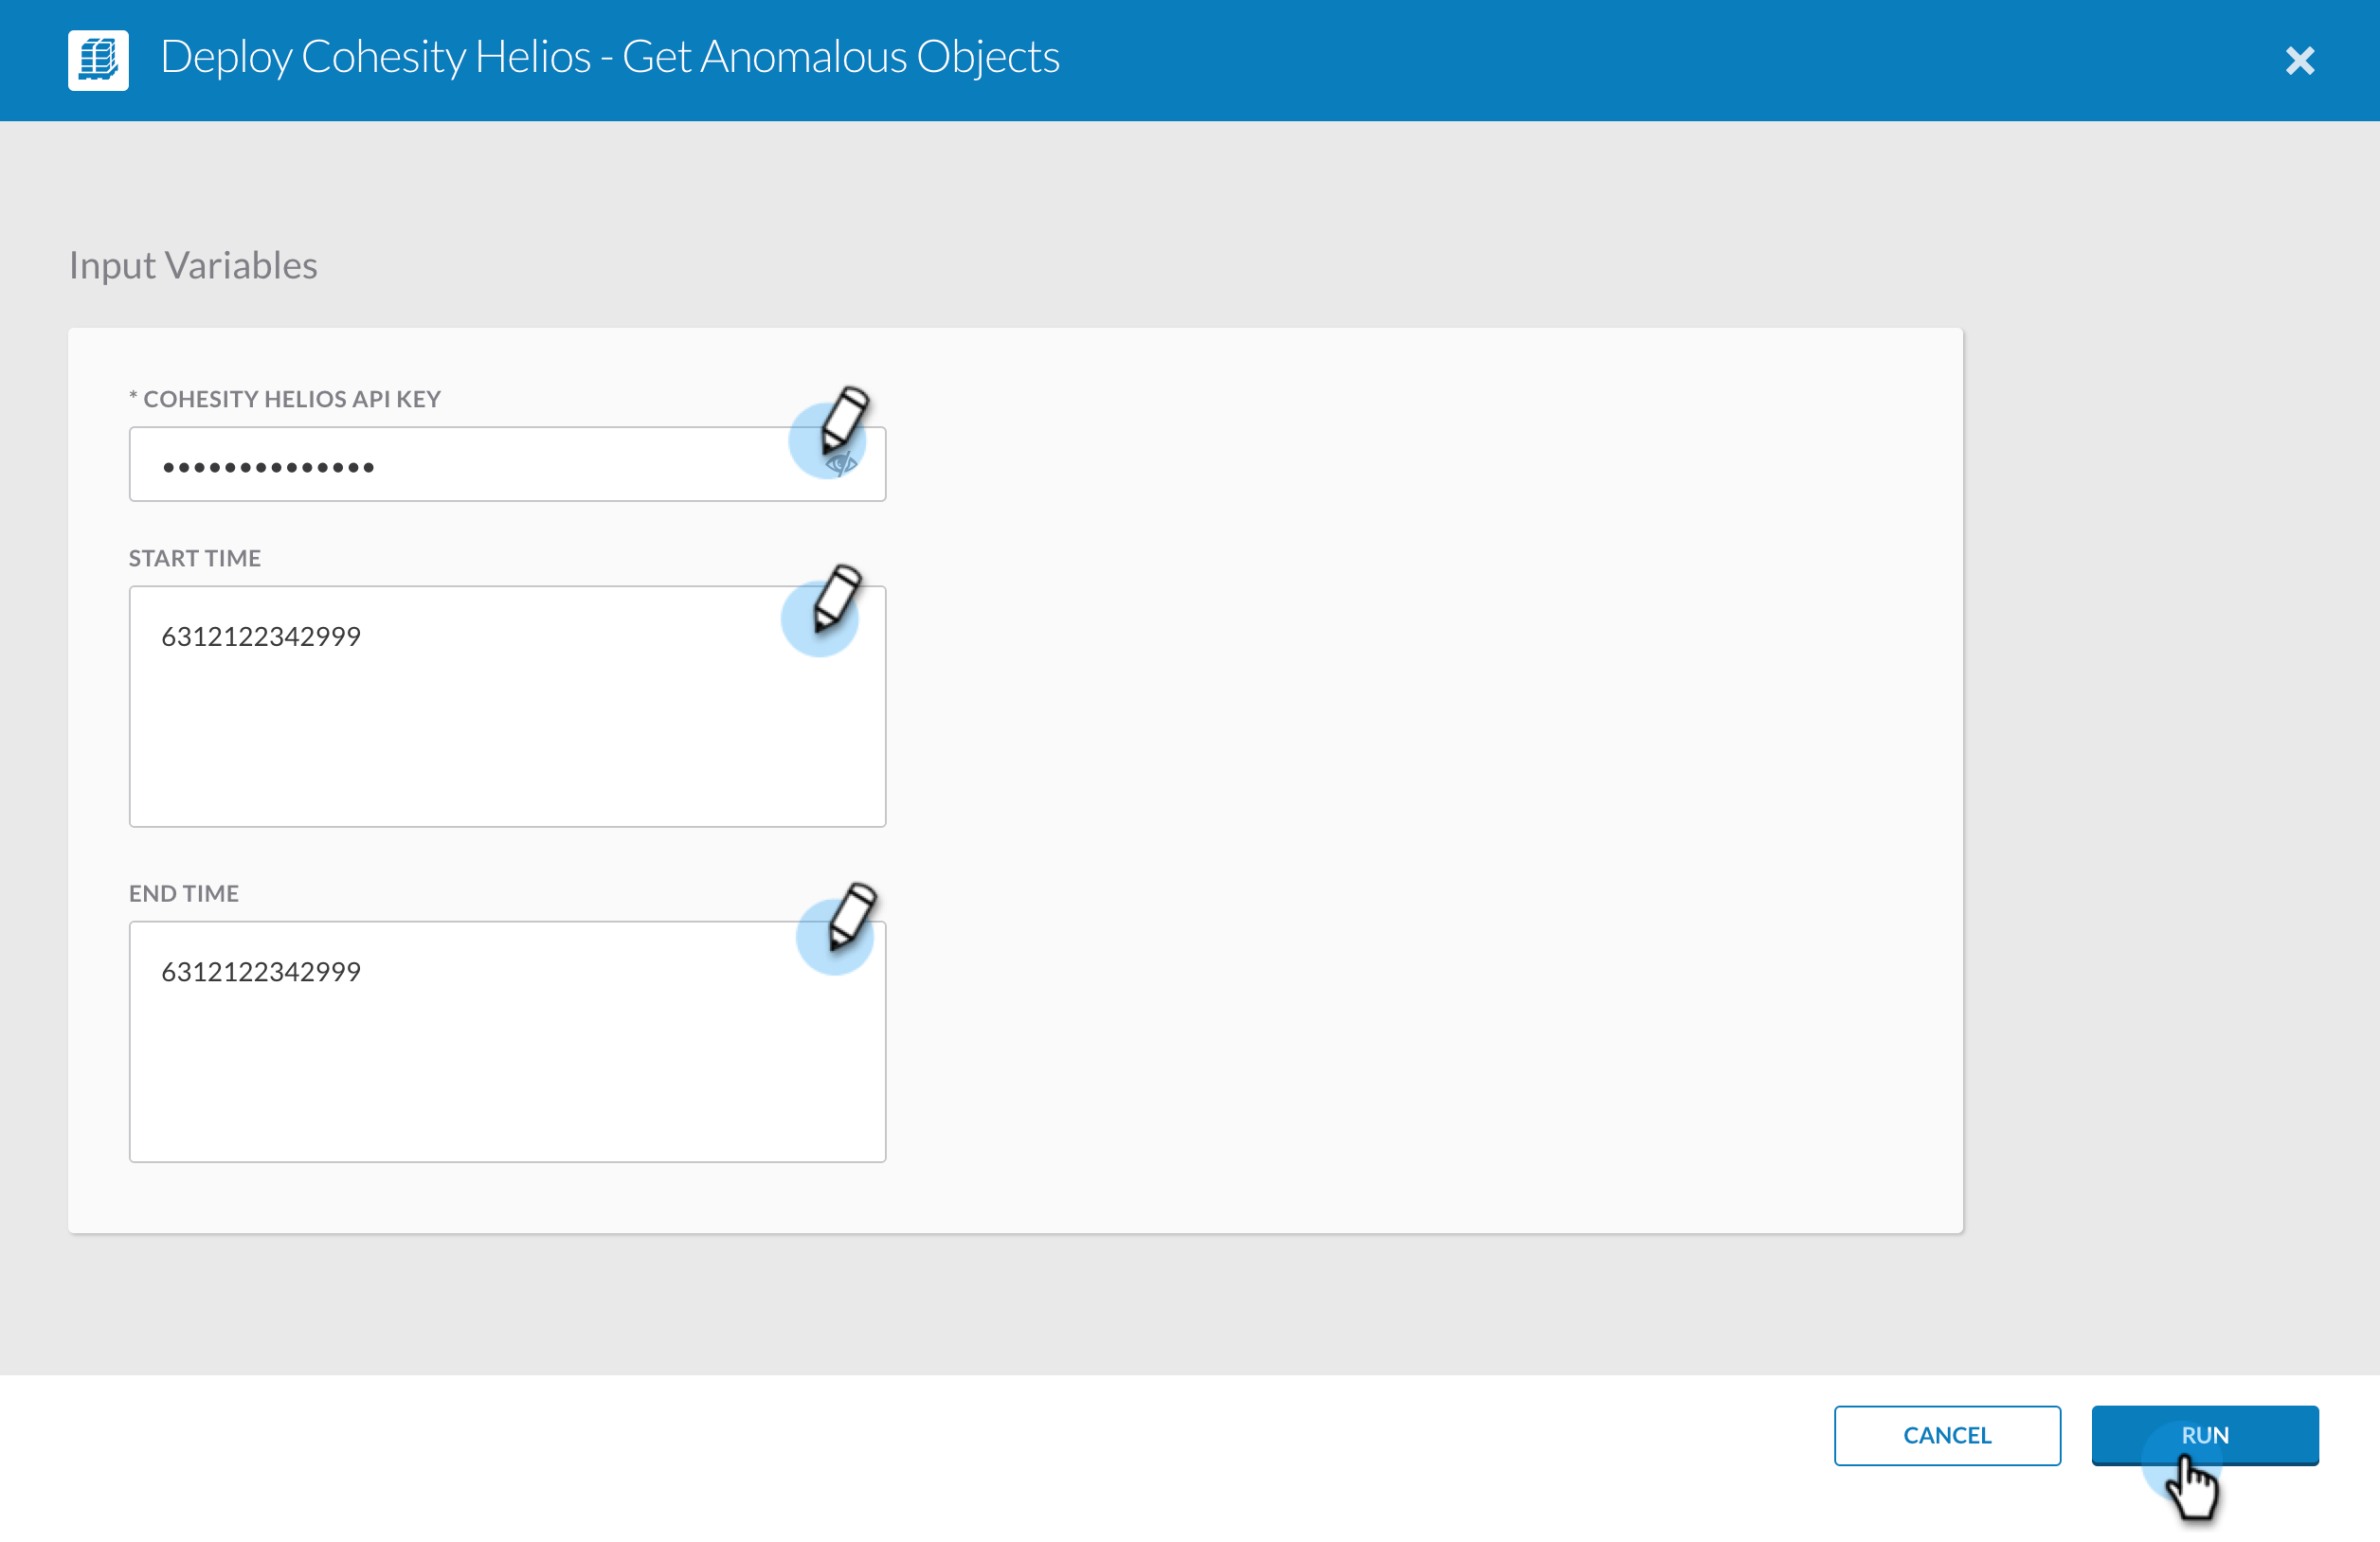 Deploy Cohesity Helios - Get Anomalous Objects
Input Variables
* COHESITY HELIOS API KEY
••••••••••••••
START TIME
6312122342999
END TIME
6312122342999
CANCEL
RUN